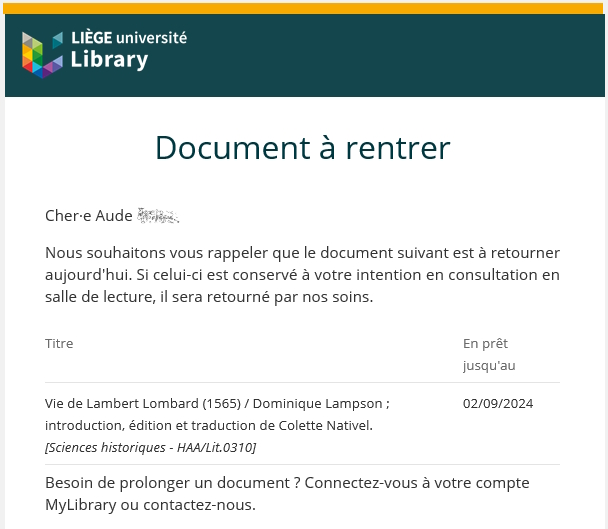 LIÈGE université
Library
Document à rentrer
Cher·e Aude
Nous souhaitons vous rappeler que le document suivant est à retourner
aujourd'hui. Si celui-ci est conservé à votre intention en consultation en
salle de lecture, il sera retourné par nos soins.
Titre
En prêt
jusqu'au
Vie de Lambert Lombard (1565) / Dominique Lampson ;
02/09/2024
introduction, édition et traduction de Colette Nativel.
[Sciences historiques - HAA/Lit.0310]
Besoin de prolonger un document ? Connectez-vous à votre compte
MyLibrary ou contactez-nous.